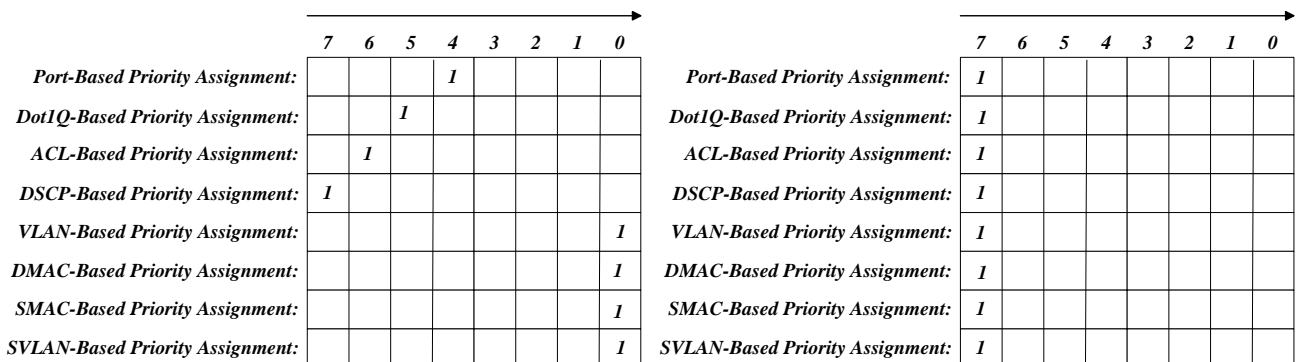 7 6 5 4 3 2 1 0
Port-Based Priority Assignment: 1
Dot1Q-Based Priority Assignment: 1
ACL-Based Priority Assignment: 1
DSCP-Based Priority Assignment: 1
VLAN-Based Priority Assignment: 1
DMAC-Based Priority Assignment: 1
SMAC-Based Priority Assignment: 1
SVLAN-Based Priority Assignment: 1
7 6 5 4 3 2 1 0
Port-Based Priority Assignment: 1
Dot1Q-Based Priority Assignment: 1
ACL-Based Priority Assignment: 1
DSCP-Based Priority Assignment: 1
VLAN-Based Priority Assignment: 1
DMAC-Based Priority Assignment: 1
SMAC-Based Priority Assignment: 1
SVLAN-Based Priority Assignment: 1